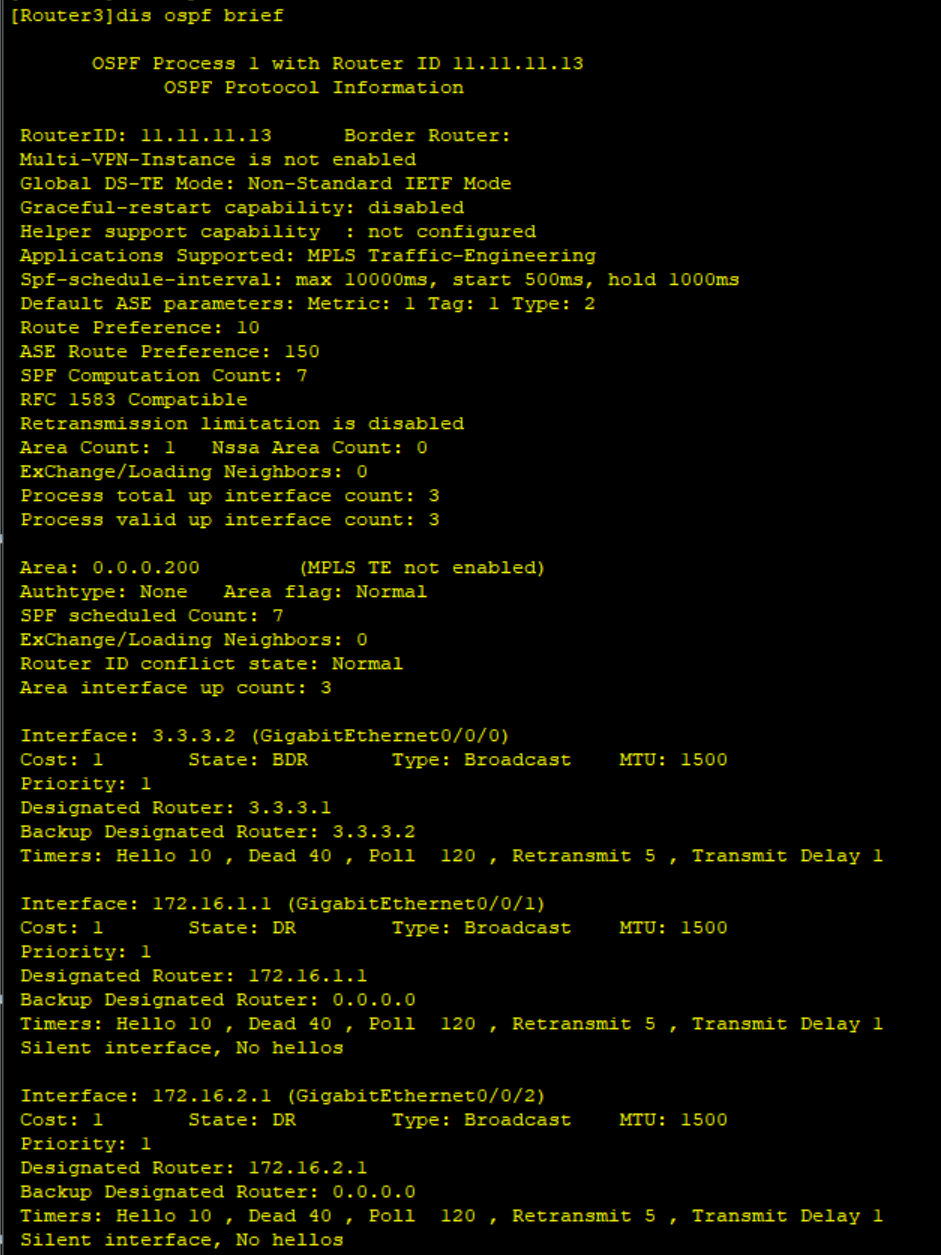 [Router3]dis ospf brief
OSPF Process 1 with Router ID 11.11.11.13
OSPF Protocol Information
RouterID: 11.11.11.13      Border Router:
Multi-VPN-Instance is not enabled
Global DS-TE Mode: Non-Standard IETF Mode
Graceful-restart capability: disabled
Helper support capability  : not configured
Applications Supported: MPLS Traffic-Engineering
Spf-schedule-interval: max 10000ms, start 500ms, hold 1000ms
Default ASE parameters: Metric: 1 Tag: 1 Type: 2
Route Preference: 10
ASE Route Preference: 150
SPF Computation Count: 7
RFC 1583 Compatible
Retransmission limitation is disabled
Area Count: 1   Nssa Area Count: 0
ExChange/Loading Neighbors: 0
Process total up interface count: 3
Process valid up interface count: 3
Area: 0.0.0.200        (MPLS TE not enabled)
Authtype: None   Area flag: Normal
SPF scheduled Count: 7
ExChange/Loading Neighbors: 0
Router ID conflict state: Normal
Area interface up count: 3
Interface: 3.3.3.2 (GigabitEthernet0/0/0)
Cost: 1       State: BDR       Type: Broadcast    MTU: 1500
Priority: 1
Designated Router: 3.3.3.1
Backup Designated Router: 3.3.3.2
Timers: Hello 10 , Dead 40 , Poll  120 , Retransmit 5 , Transmit Delay 1
Interface: 172.16.1.1 (GigabitEthernet0/0/1)
Cost: 1       State: DR        Type: Broadcast    MTU: 1500
Priority: 1
Designated Router: 172.16.1.1
Backup Designated Router: 0.0.0.0
Timers: Hello 10 , Dead 40 , Poll  120 , Retransmit 5 , Transmit Delay 1
Silent interface, No hellos
Interface: 172.16.2.1 (GigabitEthernet0/0/2)
Cost: 1       State: DR        Type: Broadcast    MTU: 1500
Priority: 1
Designated Router: 172.16.2.1
Backup Designated Router: 0.0.0.0
Timers: Hello 10 , Dead 40 , Poll  120 , Retransmit 5 , Transmit Delay 1
Silent interface, No hellos